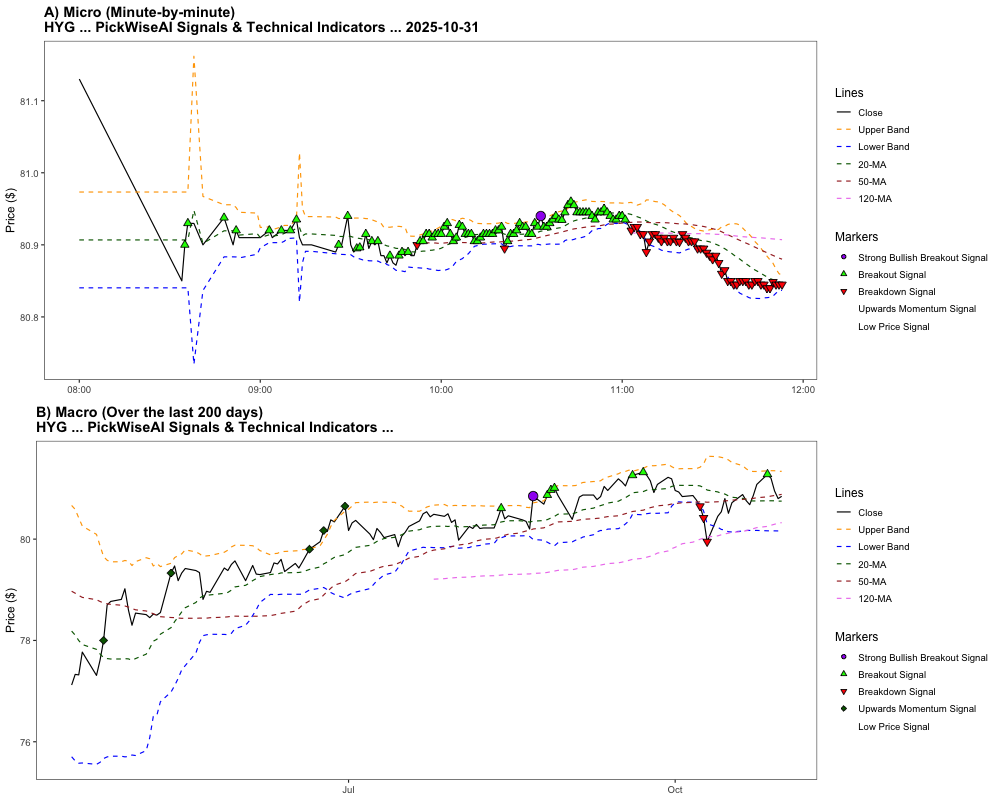 A) Micro (Minute-by-minute)
HYG ... PickWiseAI Signals & Technical Indicators ... 2025-10-31
Price ($)
81.1
81.0
80.9
80.8
08:00
09:00
10:00
11:00
12:00
Lines
Close
Upper Band
Lower Band
20-MA
50-MA
120-MA
Markers
Strong Bullish Breakout Signal
Breakout Signal
Breakdown Signal
Upwards Momentum Signal
Low Price Signal
B) Macro (Over the last 200 days)
HYG ... PickWiseAI Signals & Technical Indicators ...
Price ($)
80
78
76
Jul
Oct
Lines
Close
Upper Band
Lower Band
20-MA
50-MA
120-MA
Markers
Strong Bullish Breakout Signal
Breakout Signal
Breakdown Signal
Upwards Momentum Signal
Low Price Signal